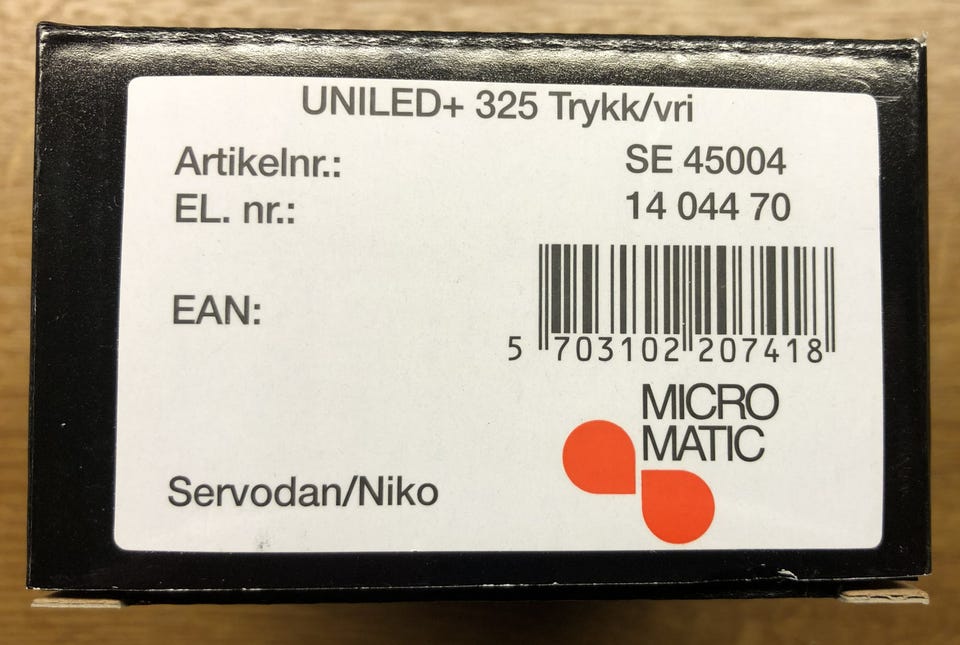 UNILED+ 325 Trykk/vri
Artikelnr.: SE 45004
EL. nr.: 14 044 70
EAN:
5 703102 207418
MICRO
MATIC
Servodan/Niko